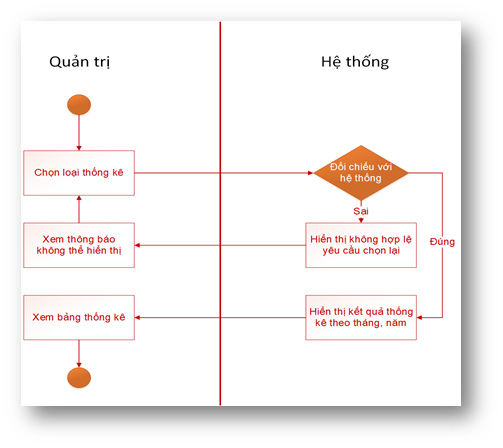 Quản trị
Hệ thống
Chọn loại thống kê
Đối chiếu với
hệ thống
Sai
Xem thông báo
không thể hiển thị
Hiển thị không hợp lệ
yêu cầu chọn lại
Đúng
Xem bảng thống kê
Hiển thị kết quả thống
kê theo tháng, năm